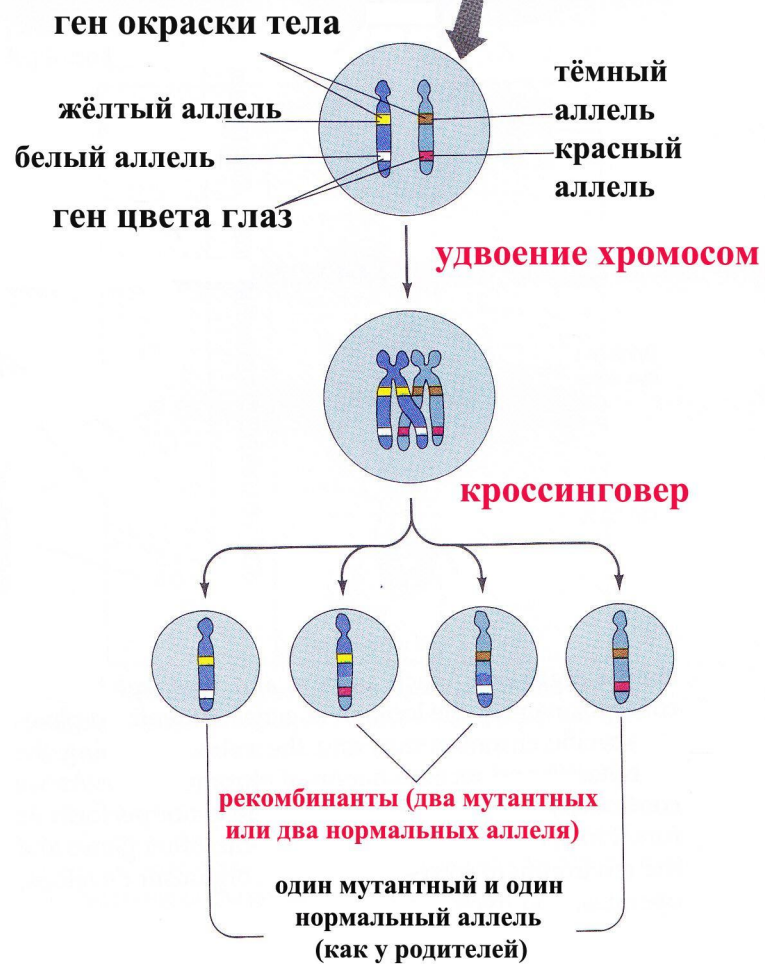 ген окраски тела
жёлтый аллель
белый аллель
ген цвета глаз
тёмный
аллель
красный
аллель
удвоение хромосом
кроссинговер
рекомбинанты (два мутантных
или два нормальных аллеля)
один мутантный и один
нормальный аллель
(как у родителей)